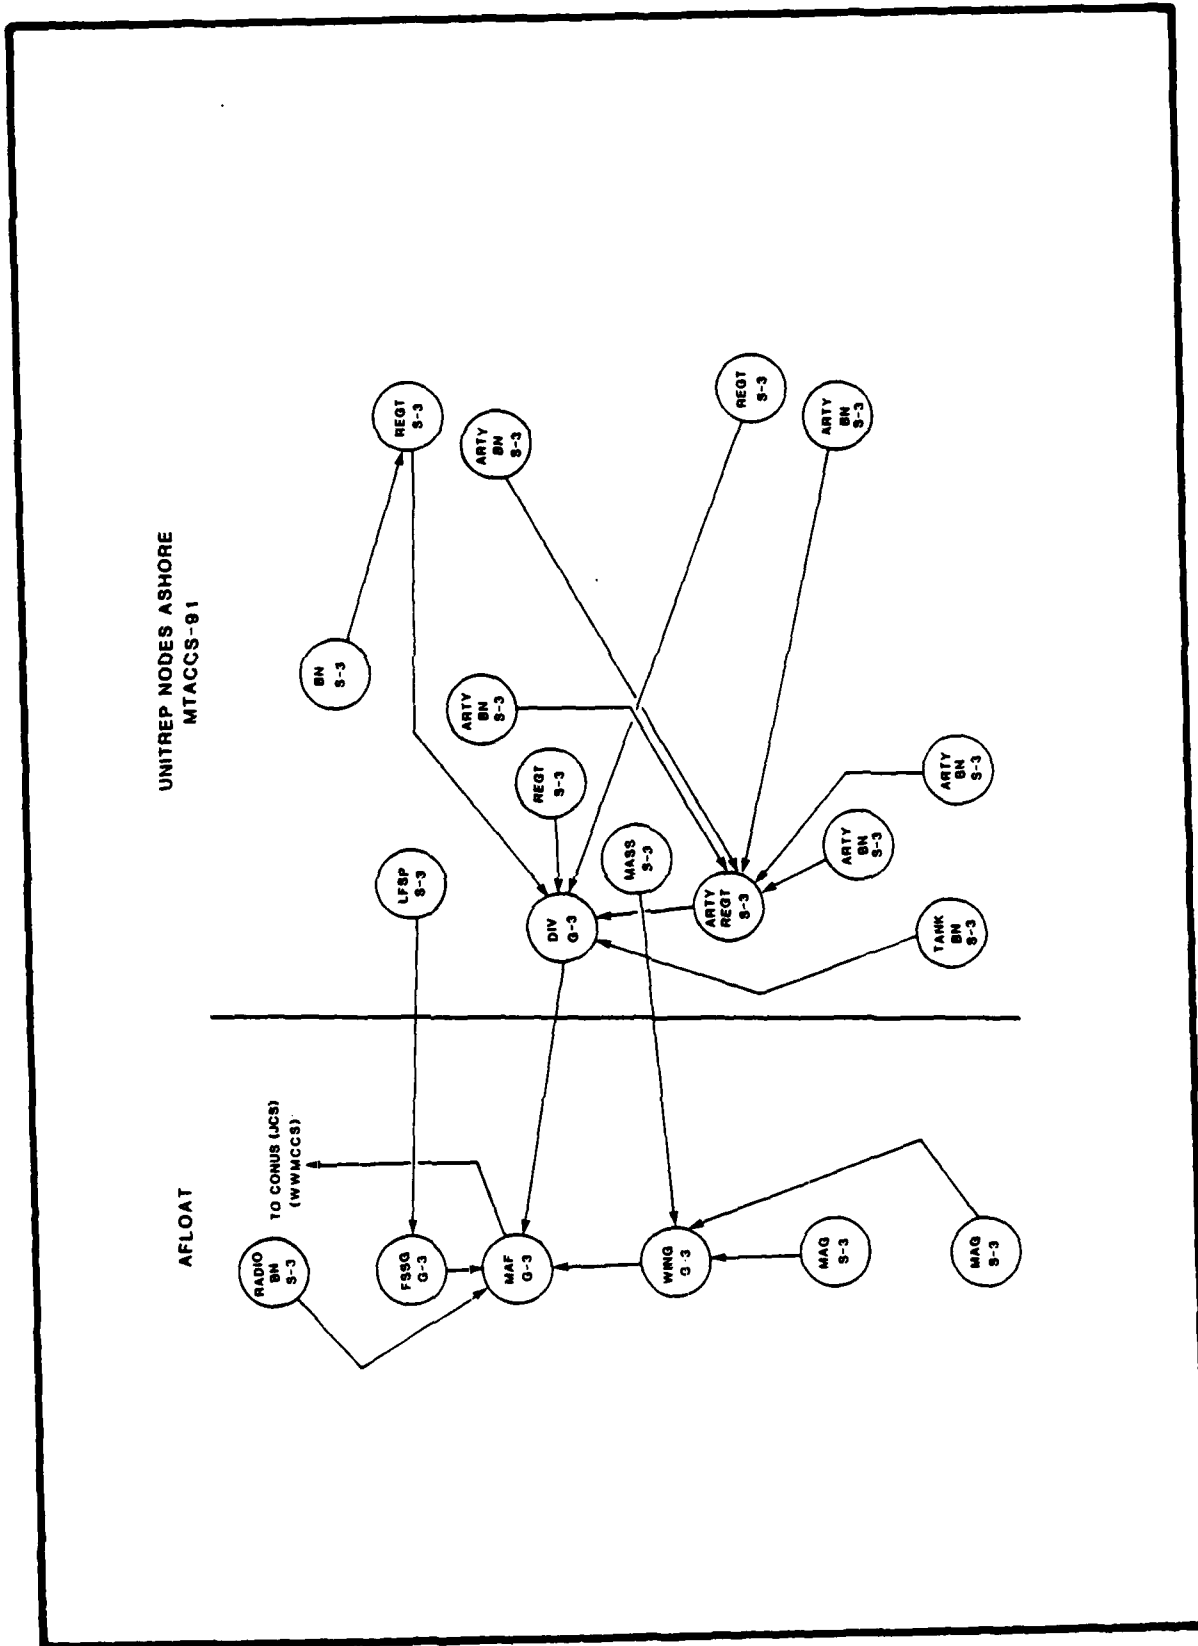 UNITREP NODES ASHORE
MTACCS-91
AFLOAT
RADIO
BN
S-3
TO CONUS (JCS)
(WWMCCS)
BN
S-3
FSSG
G-3
LFSP
S-3
REGT
S-3
ARTY
BN
S-3
ARTY
BN
S-3
MAF
G-3
DIV
G-3
REGT
S-3
MASS
S-3
WING
G-3
ARTY
REGT
S-3
REGT
S-3
MAG
S-3
ARTY
BN
S-3
ARTY
BN
S-3
MAG
S-3
TANK
BN
S-3
ARTY
BN
S-3